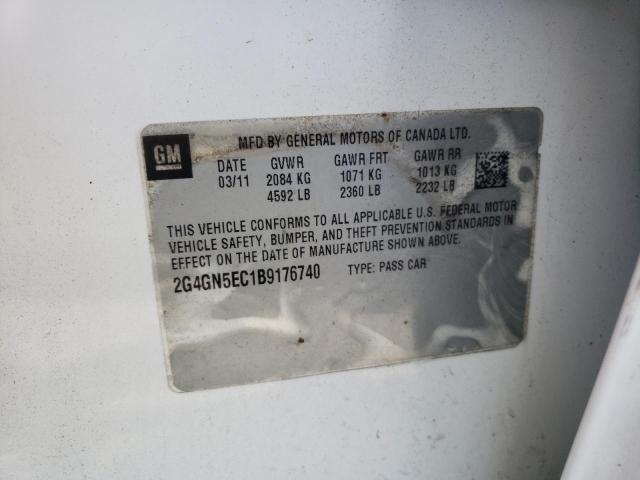 GM
MFD BY GENERAL MOTORS OF CANADA LTD.
DATE GVWR GAWR FRT GAWR RR
03/11 2084 KG 1071 KG 1013 KG
4592 LB 2360 LB 2232 LB
THIS VEHICLE CONFORMS TO ALL APPLICABLE U.S. FEDERAL MOTOR
VEHICLE SAFETY, BUMPER, AND THEFT PREVENTION STANDARDS IN
EFFECT ON THE DATE OF MANUFACTURE SHOWN ABOVE.
2G4GN5EC1B9176740 TYPE: PASS CAR